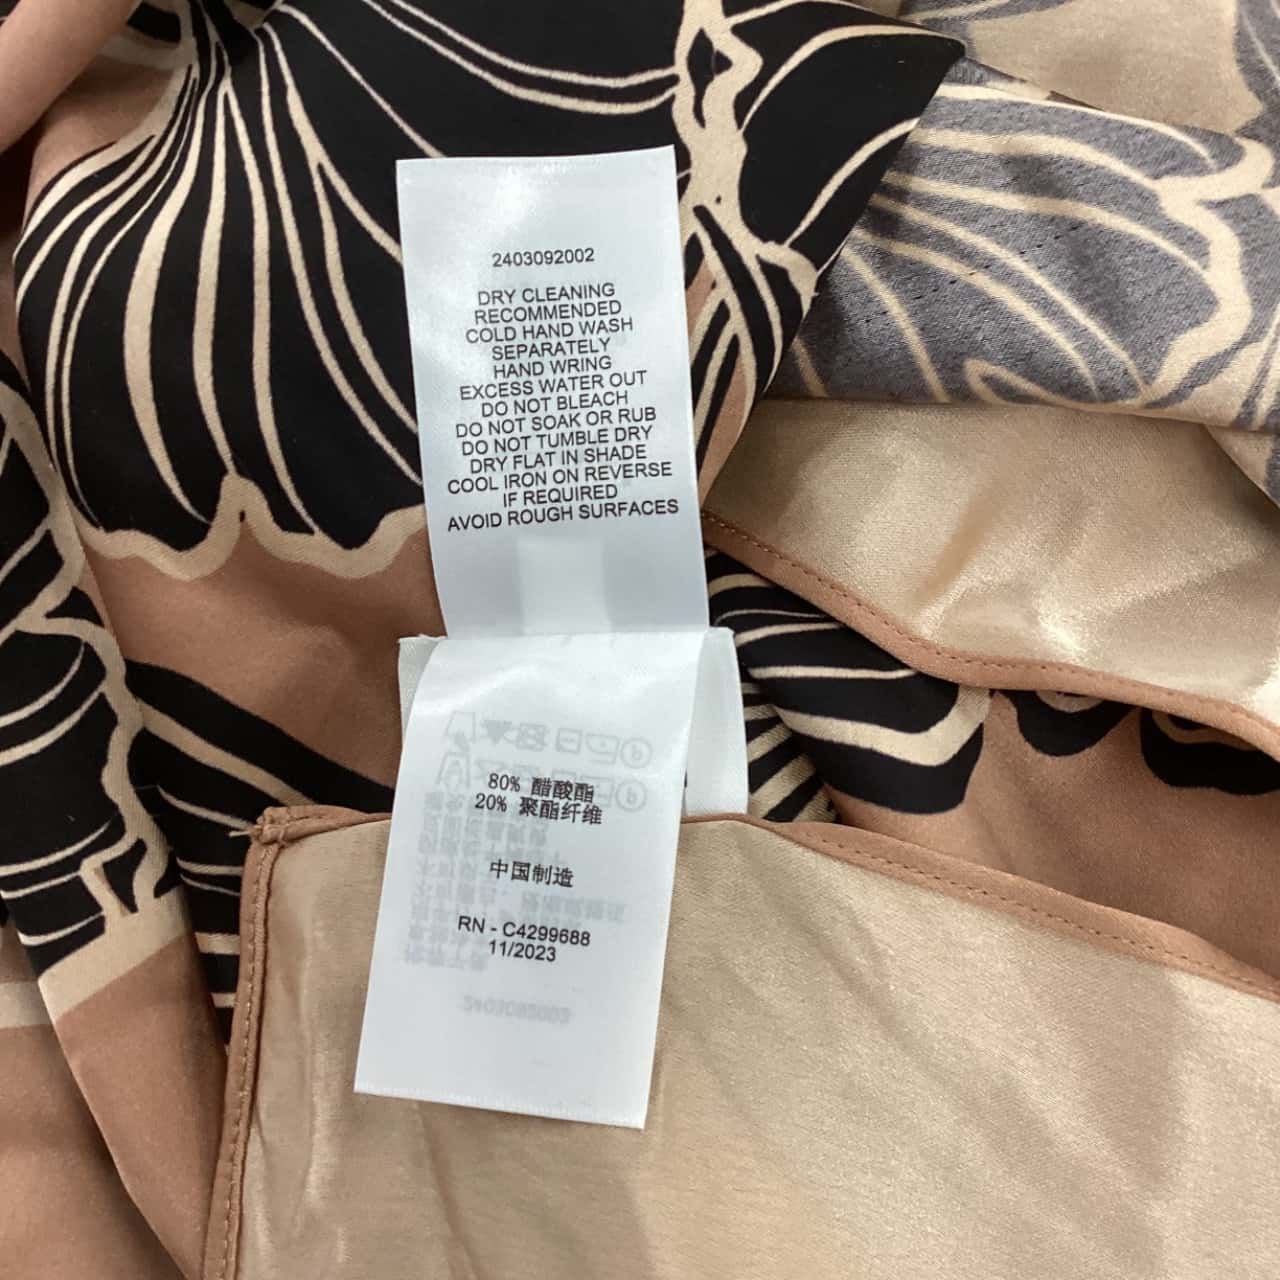 2403092002
DRY CLEANING
RECOMMENDED
COLD HAND WASH
SEPARATELY
HAND WRING
EXCESS WATER OUT
DO NOT BLEACH
DO NOT SOAK OR RUB
DO NOT TUMBLE DRY
DRY FLAT IN SHADE
COOL IRON ON REVERSE
IF REQUIRED
AVOID ROUGH SURFACES
80% 醋酸酯
20% 聚酯纤维
中国制造
RN - C4299688
11/2023